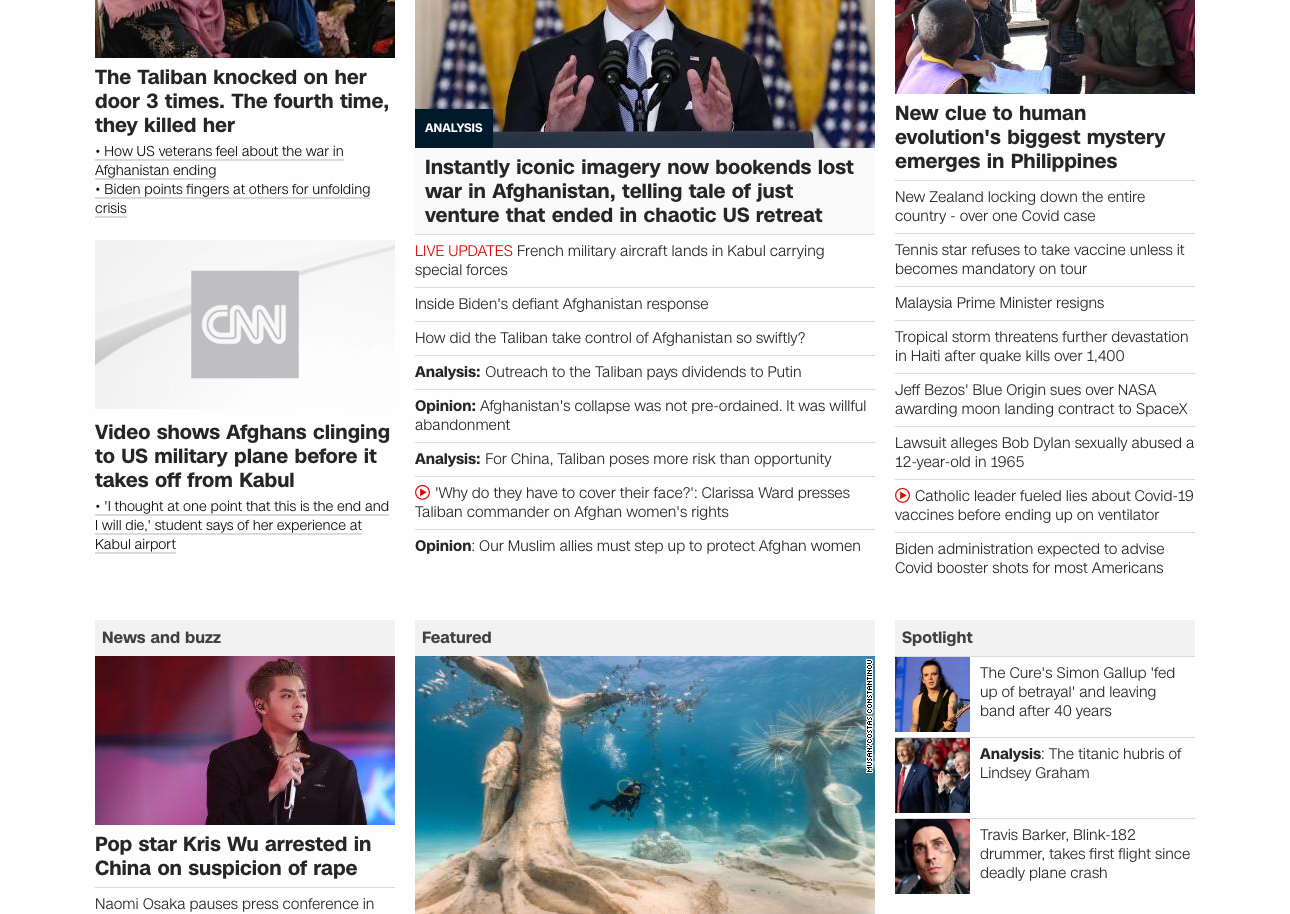 The Taliban knocked on her
door 3 times. The fourth time,
they killed her
• How US veterans feel about the war in
Afghanistan ending
• Biden points fingers at others for unfolding
crisis
CNN
Video shows Afghans clinging
to US military plane before it
takes off from Kabul
• 'I thought at one point that this is the end and
I will die,' student says of her experience at
Kabul airport
ANALYSIS
Instantly iconic imagery now bookends lost
war in Afghanistan, telling tale of just
venture that ended in chaotic US retreat
LIVE UPDATES French military aircraft lands in Kabul carrying
special forces
Inside Biden's defiant Afghanistan response
How did the Taliban take control of Afghanistan so swiftly?
Analysis: Outreach to the Taliban pays dividends to Putin
Opinion: Afghanistan's collapse was not pre-ordained. It was willful
abandonment
Analysis: For China, Taliban poses more risk than opportunity
'Why do they have to cover their face?': Clarissa Ward presses
Taliban commander on Afghan women's rights
Opinion: Our Muslim allies must step up to protect Afghan women
New clue to human
evolution's biggest mystery
emerges in Philippines
New Zealand locking down the entire
country - over one Covid case
Tennis star refuses to take vaccine unless it
becomes mandatory on tour
Malaysia Prime Minister resigns
Tropical storm threatens further devastation
in Haiti after quake kills over 1,400
Jeff Bezos' Blue Origin sues over NASA
awarding moon landing contract to SpaceX
Lawsuit alleges Bob Dylan sexually abused a
12-year-old in 1965
Catholic leader fueled lies about Covid-19
vaccines before ending up on ventilator
Biden administration expected to advise
Covid booster shots for most Americans
News and buzz
Pop star Kris Wu arrested in
China on suspicion of rape
Naomi Osaka pauses press conference in
Featured
MUSAN/COSTAS CONSTANTINOU
Spotlight
The Cure's Simon Gallup 'fed
up of betrayal' and leaving
band after 40 years
Analysis: The titanic hubris of
Lindsey Graham
Travis Barker, Blink-182
drummer, takes first flight since
deadly plane crash